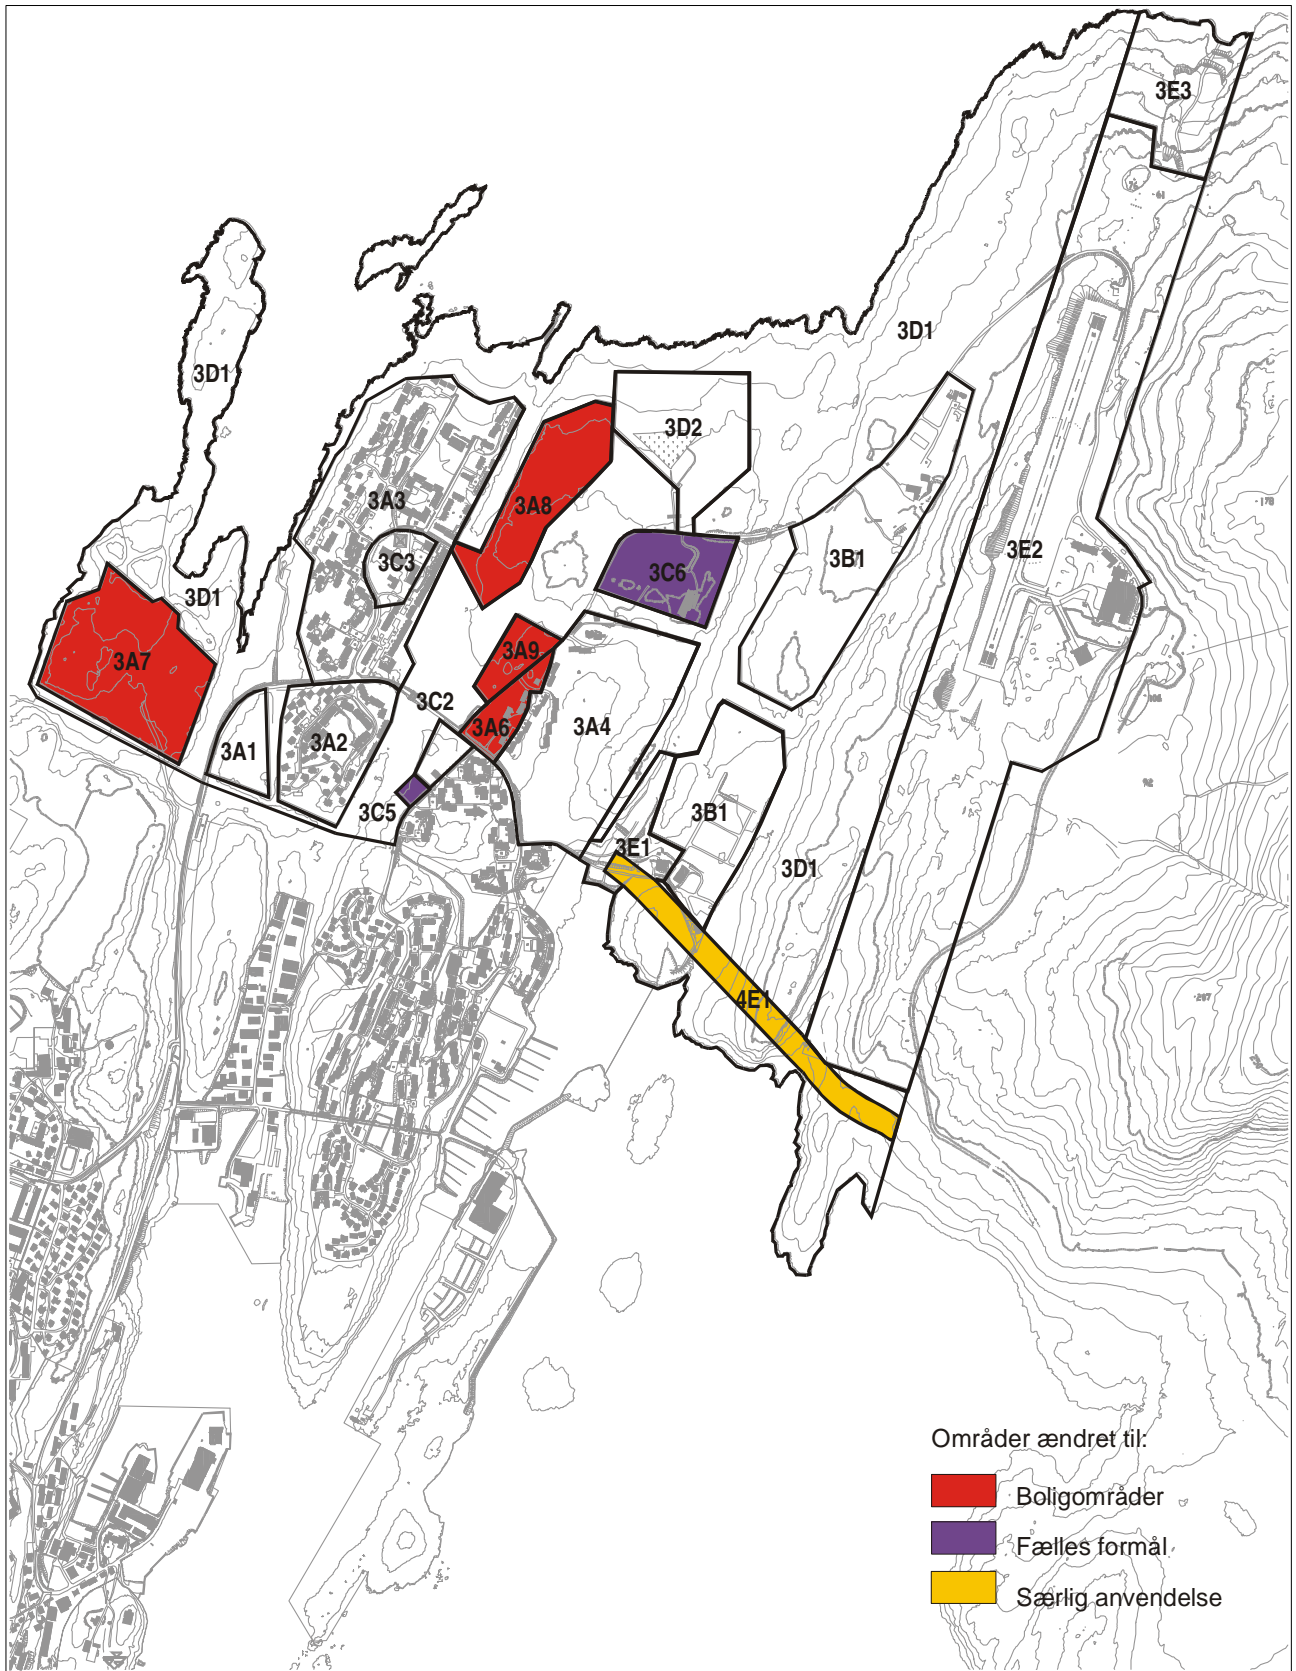 3E3
3D1
3D1
3D2
3A3
3A8
3B1
3E2
3C3
3C6
3D1
3A9
3A7
3C2
3A6
3A4
3A1
3A2
3C5
3B1
3E1
3D1
4E1
Områder ændret til:
Boligområder
Fælles formål
Særlig anvendelse